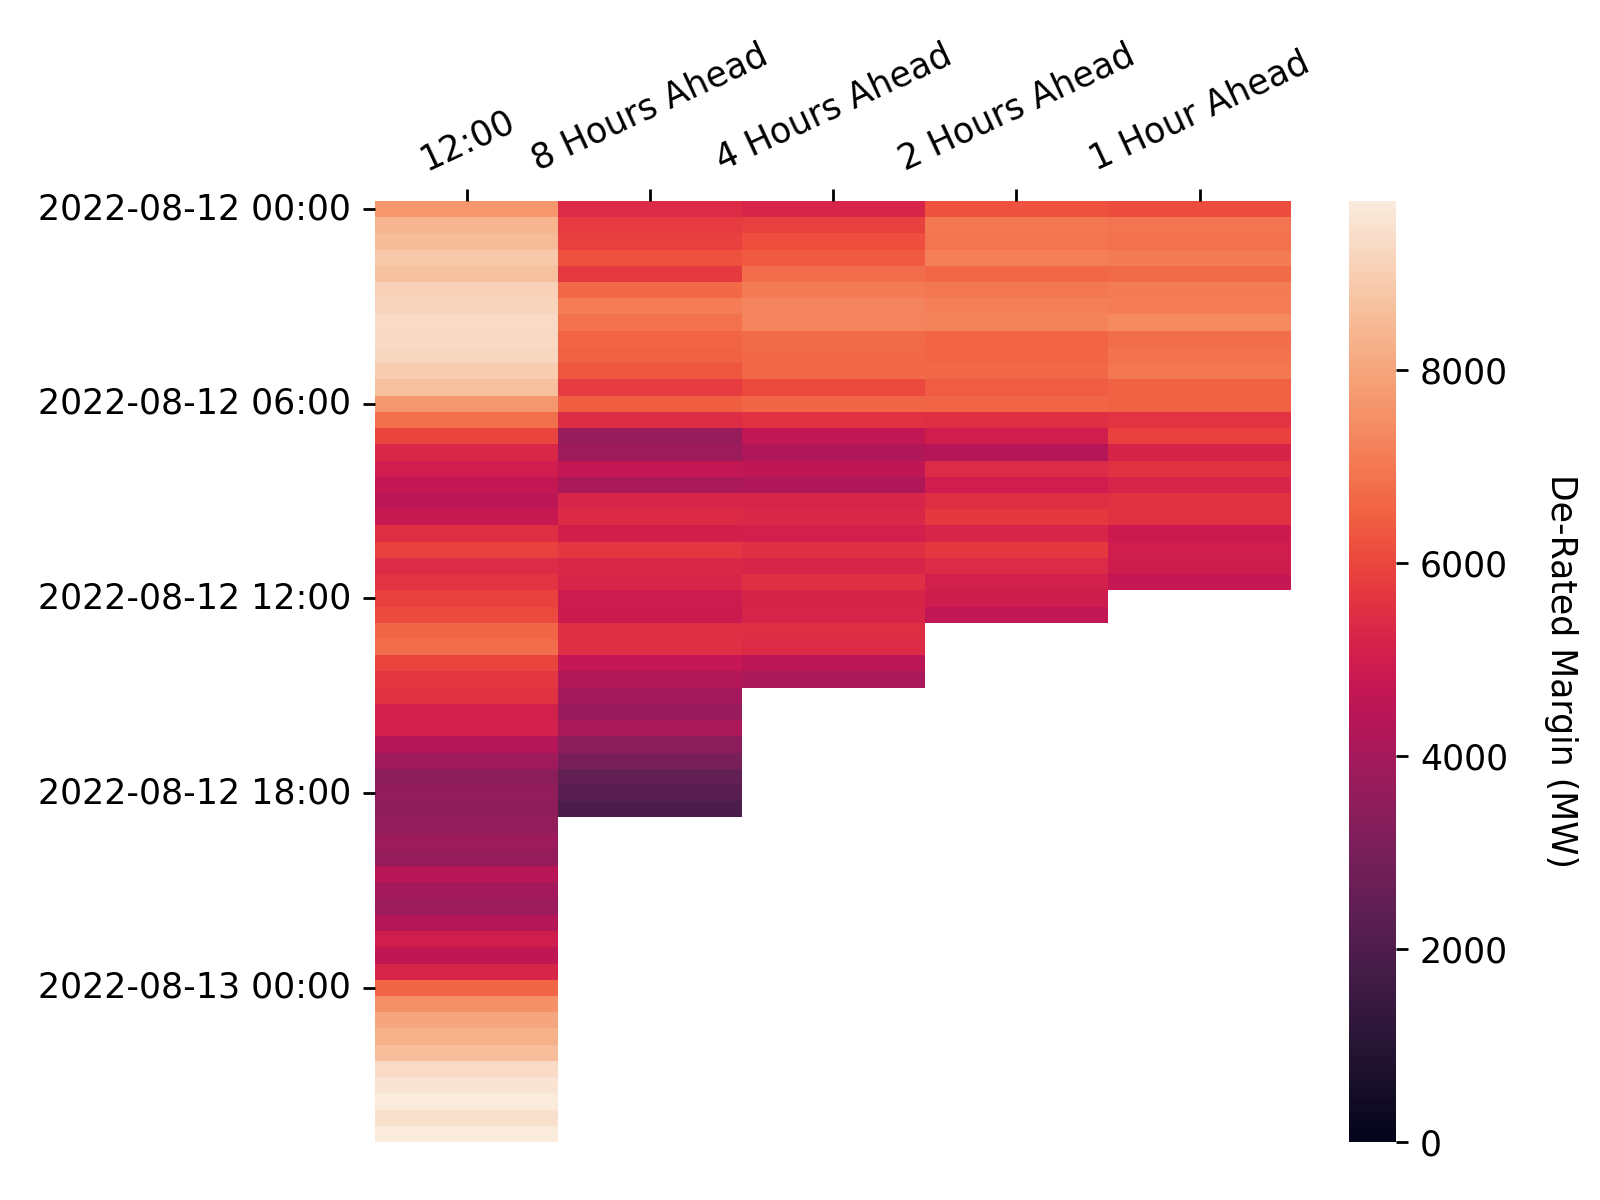 12:00
8 Hours Ahead
4 Hours Ahead
2 Hours Ahead
1 Hour Ahead
2022-08-12 00:00
2022-08-12 06:00
2022-08-12 12:00
2022-08-12 18:00
2022-08-13 00:00
8000
6000
4000
2000
0
De-Rated Margin (MW)